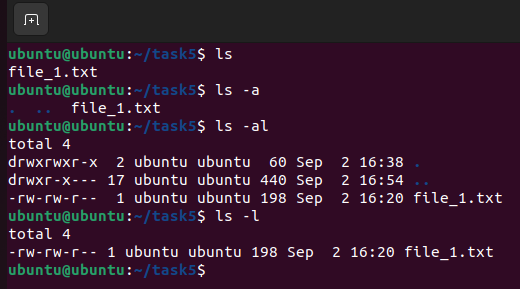 ubuntu@ubuntu:~/task5$ ls
file_1.txt
ubuntu@ubuntu:~/task5$ ls -a
.  ..  file_1.txt
ubuntu@ubuntu:~/task5$ ls -al
total 4
drwxrwxr-x  2 ubuntu ubuntu  60 Sep  2 16:38 .
drwxr-x--- 17 ubuntu ubuntu 440 Sep  2 16:54 ..
-rw-rw-r--  1 ubuntu ubuntu 198 Sep  2 16:20 file_1.txt
ubuntu@ubuntu:~/task5$ ls -l
total 4
-rw-rw-r-- 1 ubuntu ubuntu 198 Sep  2 16:20 file_1.txt
ubuntu@ubuntu:~/task5$